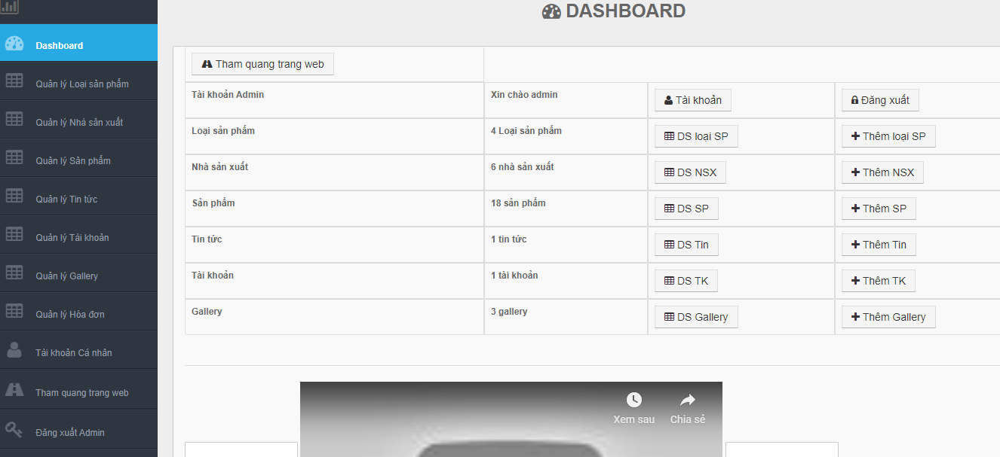 DASHBOARD
Dashboard
Quản lý Loại sản phẩm
Quản lý Nhà sản xuất
Quản lý Sản phẩm
Quản lý Tin tức
Quản lý Tài khoản
Quản lý Gallery
Quản lý Hóa đơn
Tài khoản Cá nhân
Tham quang trang web
Đăng xuất Admin
Tham quang trang web
Tài khoản Admin Xin chào admin Tài khoản Đăng xuất
Loại sản phẩm 4 Loại sản phẩm DS loại SP Thêm loại SP
Nhà sản xuất 6 nhà sản xuất DS NSX Thêm NSX
Sản phẩm 18 sản phẩm DS SP Thêm SP
Tin tức 1 tin tức DS Tin Thêm Tin
Tài khoản 1 tài khoản DS TK Thêm TK
Gallery 3 gallery DS Gallery Thêm Gallery
Xem sau Chia sẻ